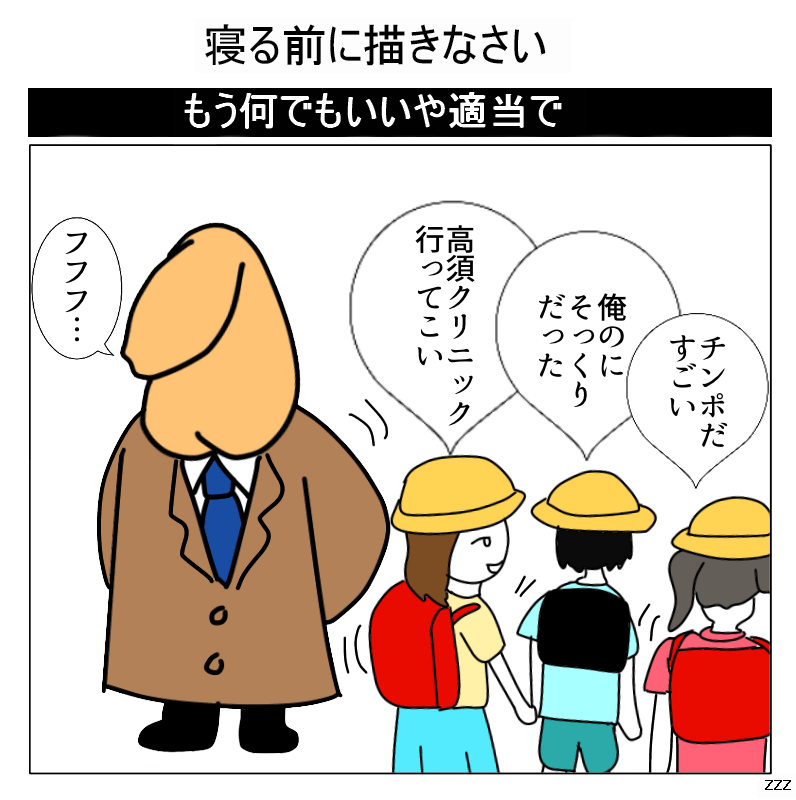 寝る前に描きなさい
もう何でもいいや適当で
チンポだ
すごい
俺のに
そっくり
だった
高須クリニック
行ってこい
フフフ…
zzz